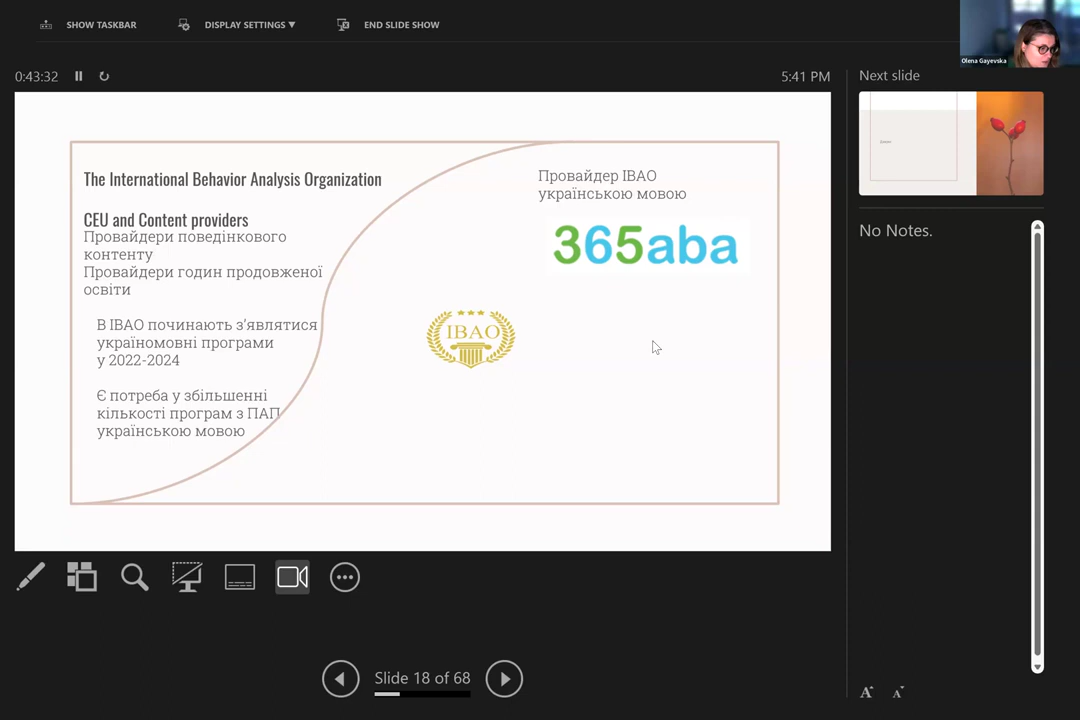 SHOW TASKBAR
DISPLAY SETTINGS ▼
END SLIDE SHOW
Olena Gayevska
0:43:32
5:41 PM
Next slide
The International Behavior Analysis Organization
CEU and Content providers
Провайдери поведінкового
контенту
Провайдери годин продовженої
освіти
В IBAO починають з’являтися
україномовні програми
у 2022-2024
Є потреба у збільшенні
кількості програм з ПАП
українською мовою
Провайдер IBAO
українською мовою
365aba
IBAO
No Notes.
Slide 18 of 68
A
A